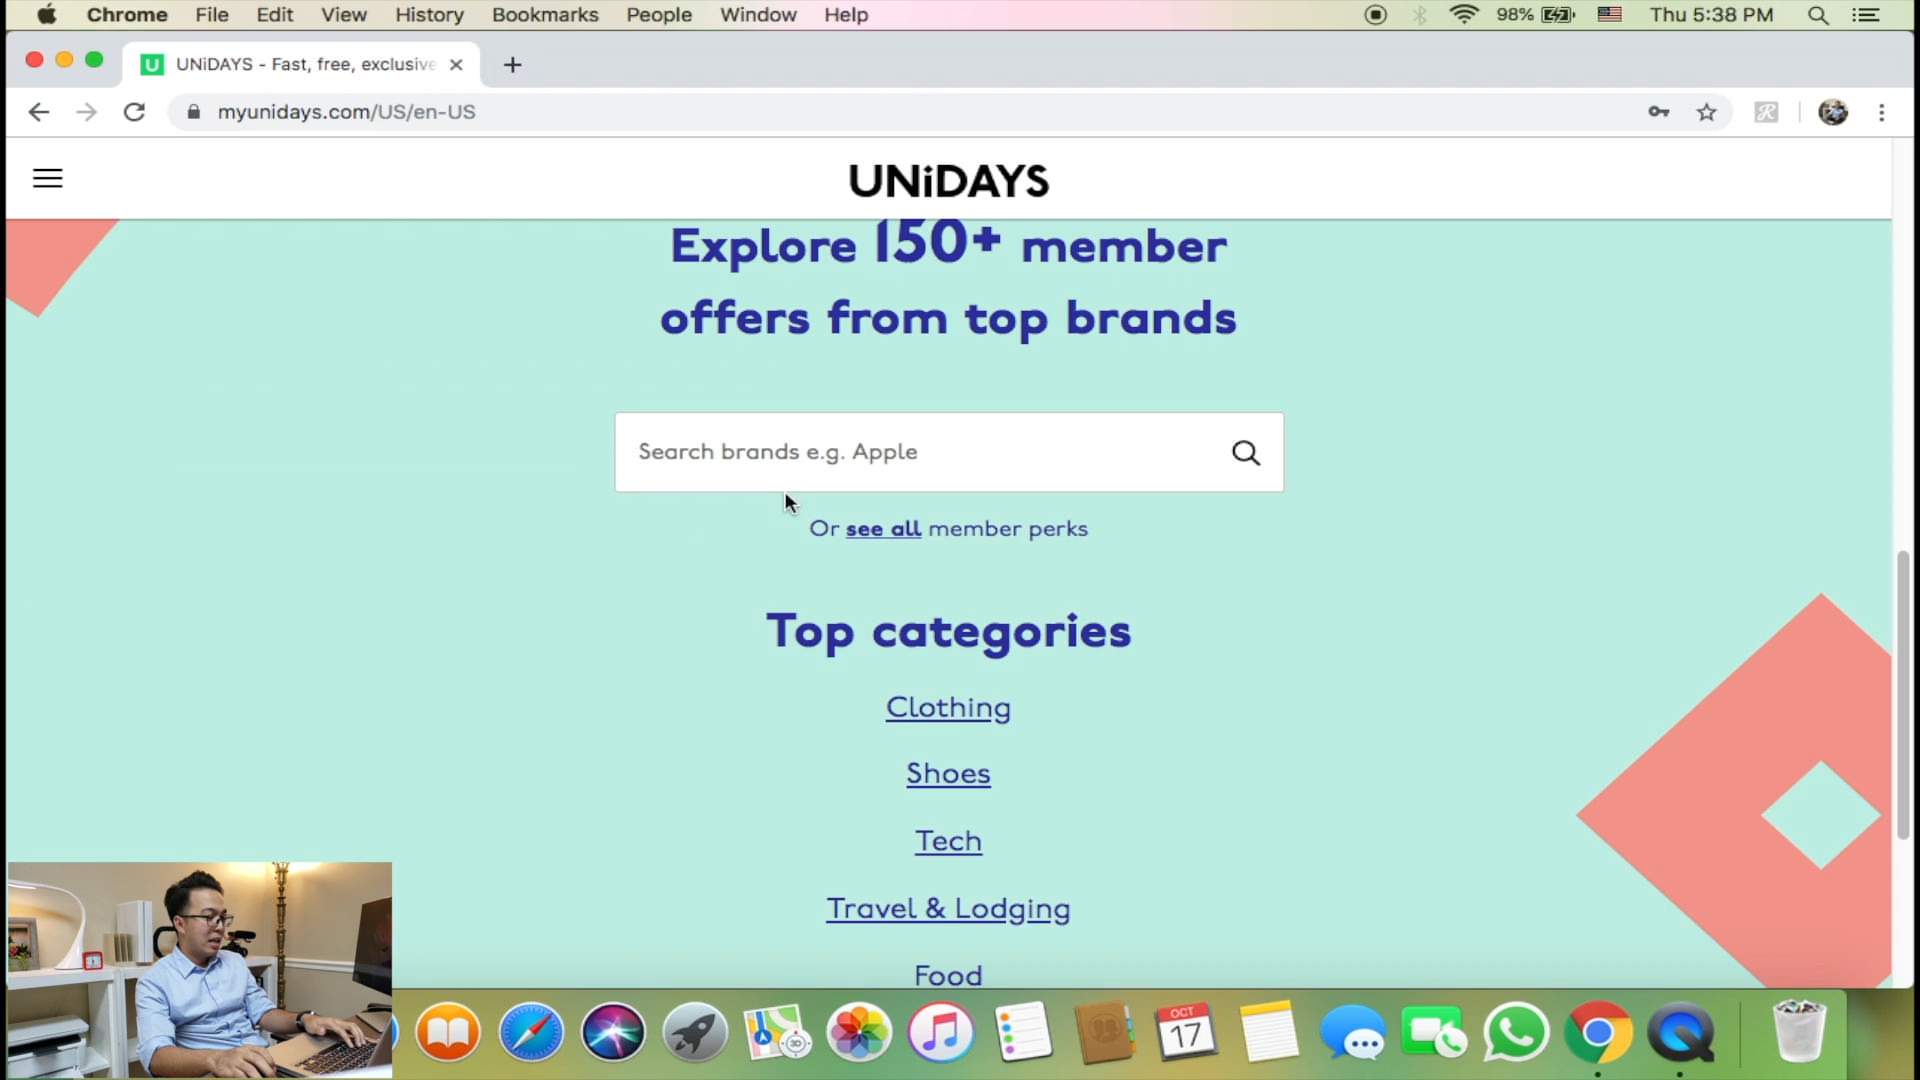 Chrome File Edit View History Bookmarks People Window Help 98% Thu 5:38 PM
U UNiDAYS - Fast, free, exclusive
myunidays.com/US/en-US
UNiDAYS
Explore 150+ member
offers from top brands
Search brands e.g. Apple
Or see all member perks
Top categories
Clothing
Shoes
Tech
Travel & Lodging
Food
3D
OCT
17